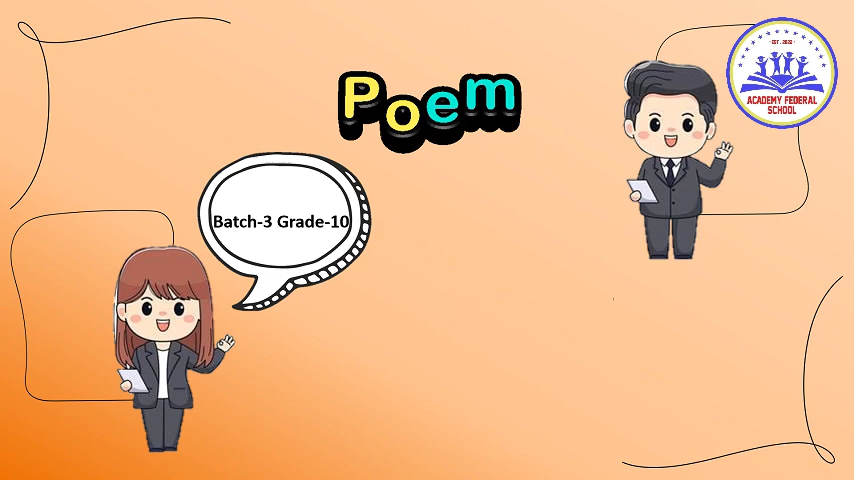 Poem
· EST. 2022 ·
ACADEMY FEDERAL
SCHOOL
Batch-3 Grade-10